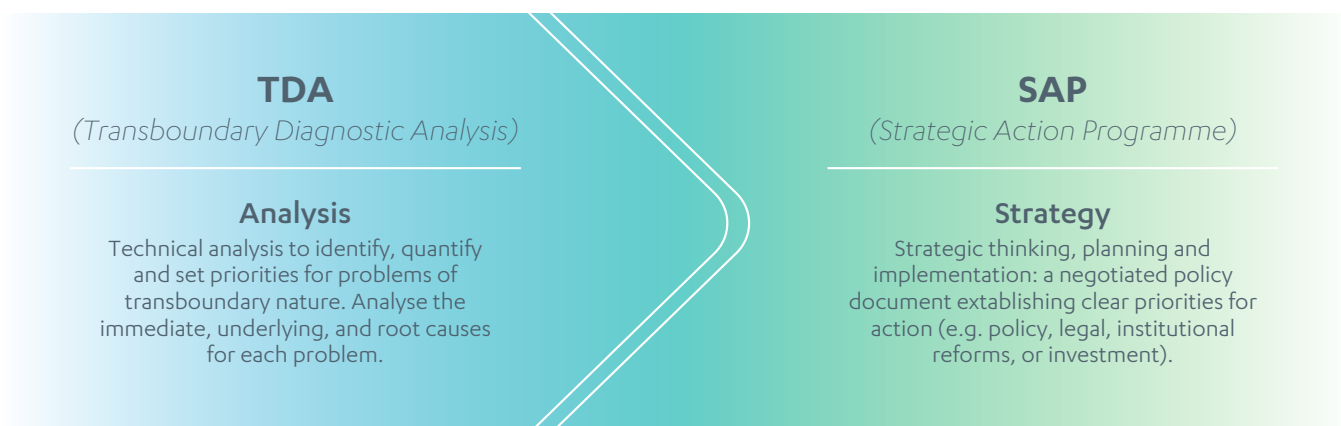 TDA
(Transboundary Diagnostic Analysis)
Analysis
Technical analysis to identify, quantify
and set priorities for problems of
transboundary nature. Analyse the
immediate, underlying, and root causes
for each problem.
SAP
(Strategic Action Programme)
Strategy
Strategic thinking, planning and
implementation: a negotiated policy
document extablishing clear priorities for
action (e.g. policy, legal, institutional
reforms, or investment).